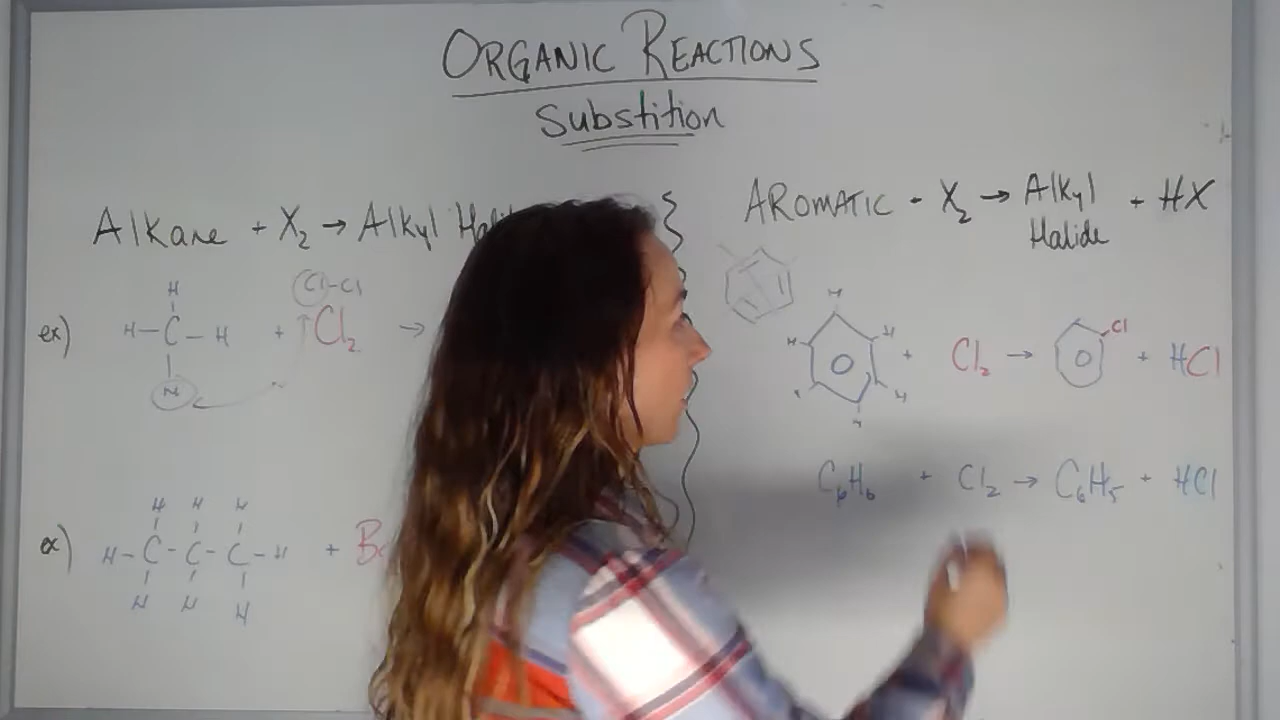 ORGANIC REACTIONS
Substition
Alkane + X₂ → Alkyl
AROMATIC - X₂ → Alkyl Halide + HX
ex)
H
H – C – H
H
+ Cl₂ →
Cl-Cl
H
H
H
H
H
+ Cl₂ →
Cl
+ HCl
C₆H₆ + Cl₂ → C₆H₅ + HCl
H H H
H – C – C – C – H +
H H H